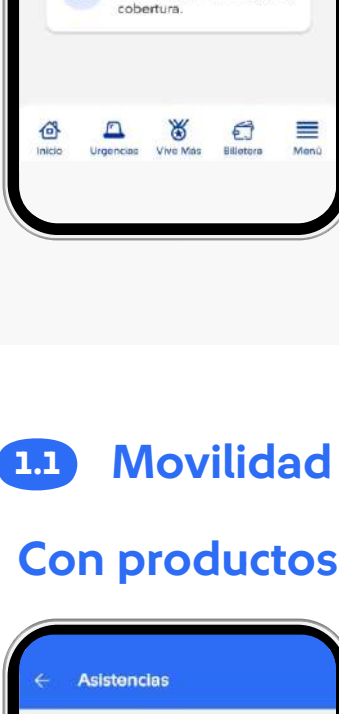 cobertura.
Inicio Urgencias Vive Más Billetera Menú
1.1 Movilidad
Con productos
← Asistencias